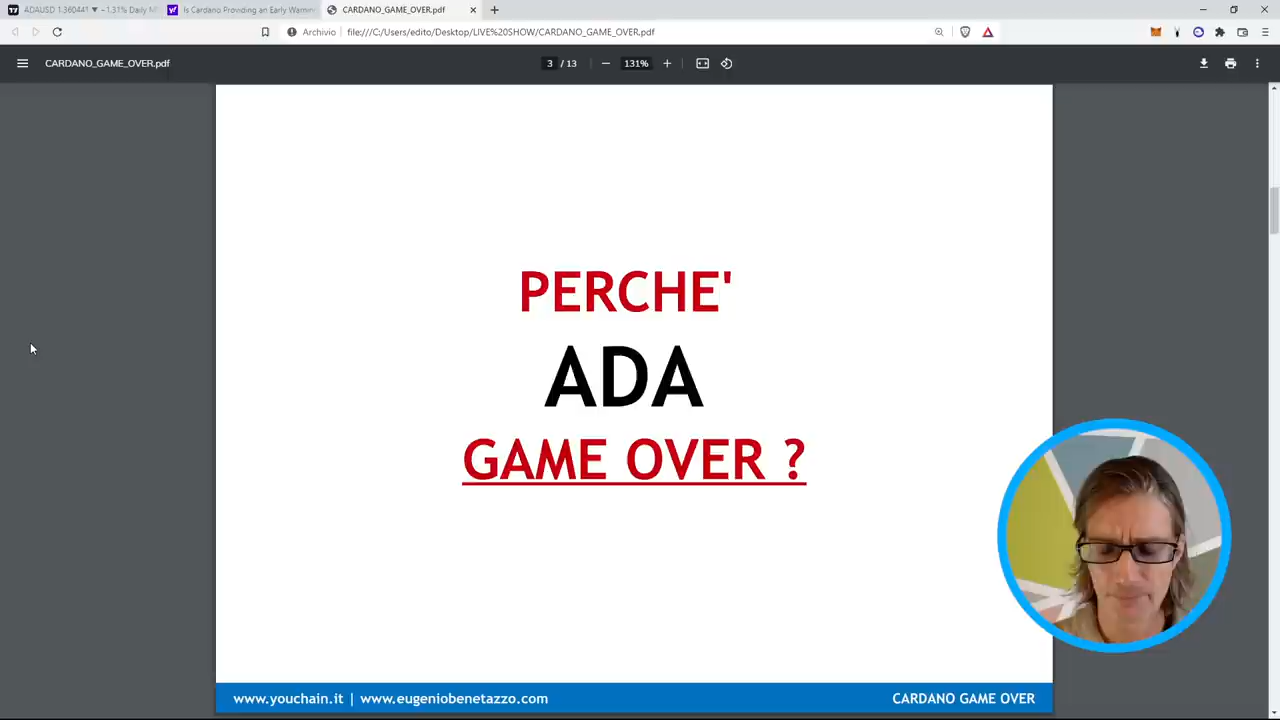 ADAUSD 1.360441 ▼ −1.31% Daily M
Is Cardano Providing an Early Warnin
CARDANO_GAME_OVER.pdf
Archivio
file:///C:/Users/edito/Desktop/LIVE%20SHOW/CARDANO_GAME_OVER.pdf
CARDANO_GAME_OVER.pdf
3 / 13
131%
PERCHE'
ADA
GAME OVER ?
www.youchain.it | www.eugeniobenetazzo.com
CARDANO GAME OVER